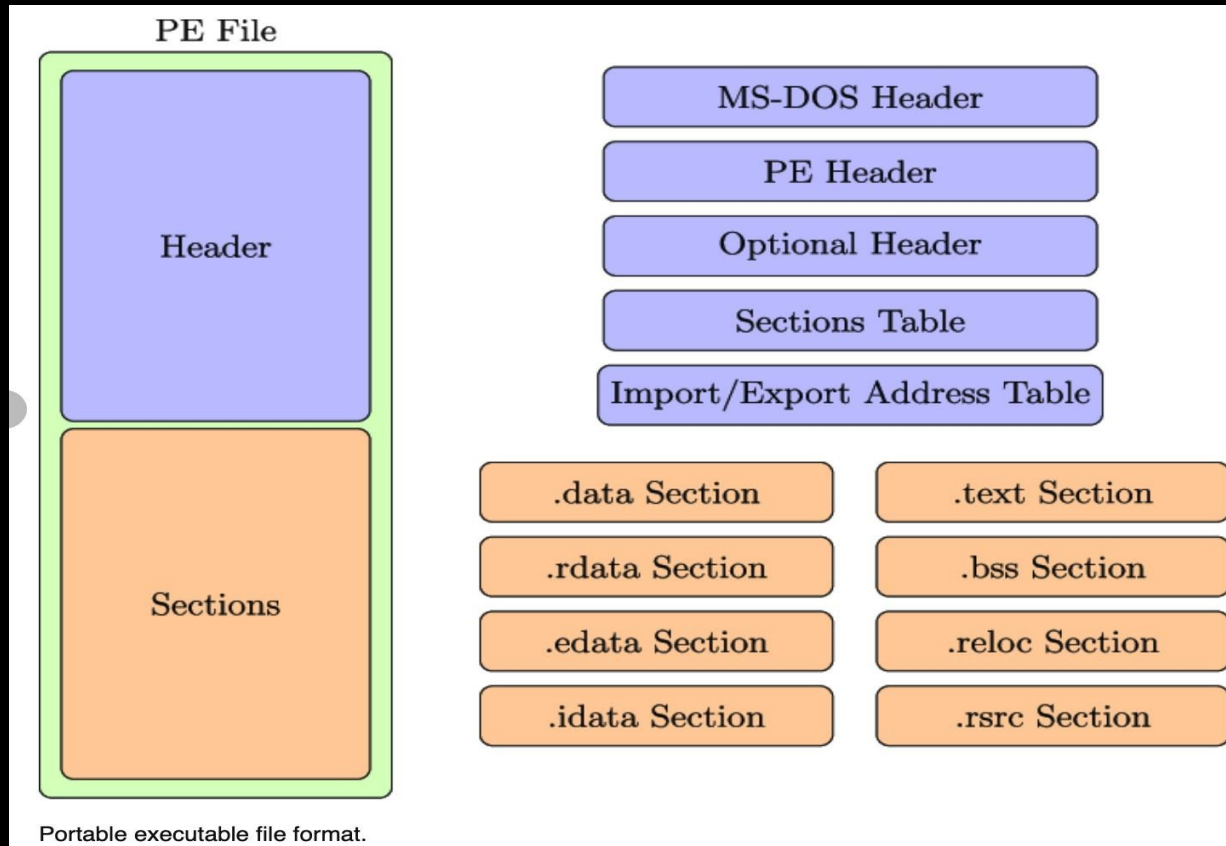 PE File
Header
Sections
MS-DOS Header
PE Header
Optional Header
Sections Table
Import/Export Address Table
.data Section
.text Section
.rdata Section
.bss Section
.edata Section
.reloc Section
.idata Section
.rsrc Section
Portable executable file format.